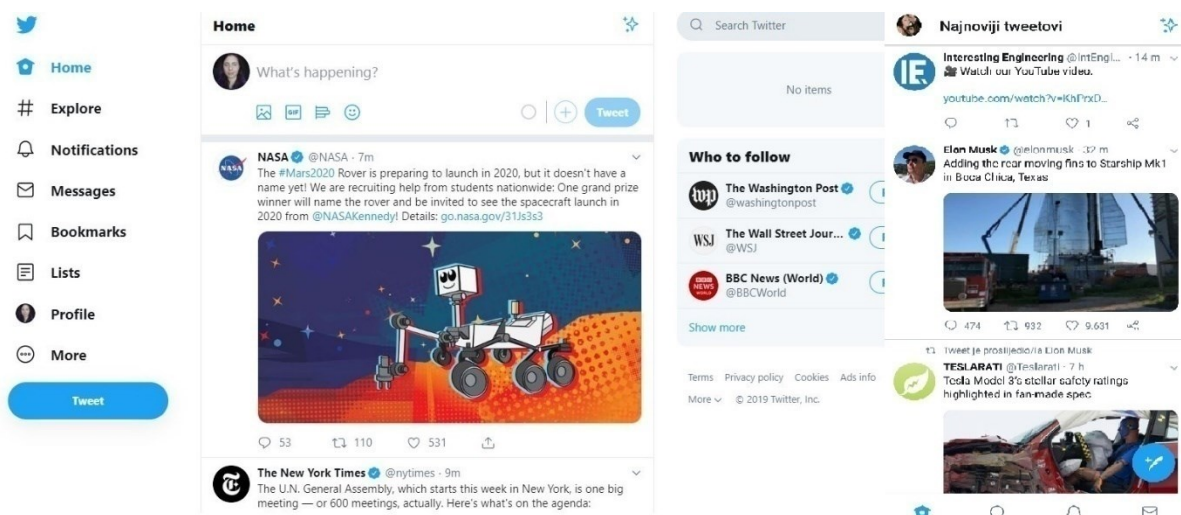 Home
Explore
Notifications
Messages
Bookmarks
Lists
Profile
More
Tweet
Home
What's happening?
GIF
Tweet
NASA @NASA · 7m
The #Mars2020 Rover is preparing to launch in 2020, but it doesn't have a
name yet! We are recruiting help from students nationwide: One grand prize
winner will name the rover and be invited to see the spacecraft launch in
2020 from @NASAKennedy! Details: go.nasa.gov/31Js3s3
53 110 531
The New York Times @nytimes · 9m
The U.N. General Assembly, which starts this week in New York, is one big
meeting — or 600 meetings, actually. Here's what's on the agenda:
Search Twitter
No items
Who to follow
The Washington Post
@washingtonpost
The Wall Street Jour...
@WSJ
BBC News (World)
@BBCWorld
Show more
Terms Privacy policy Cookies Ads info
More © 2019 Twitter, Inc.
Najnoviji tweetovi
Interesting Engineering @IntEngi... · 14 m
Watch our YouTube video.
youtube.com/watch?v=KhPrxD...
1
Elon Musk @elonmusk · 32 m
Adding the rear moving fins to Starship Mk1
in Boca Chica, Texas
474 932 9.631
Tweet je proslijedio/la Elon Musk
TESLARATI @Teslarati · 7 h
Tesla Model 3's stellar safety ratings
highlighted in fan-made spec